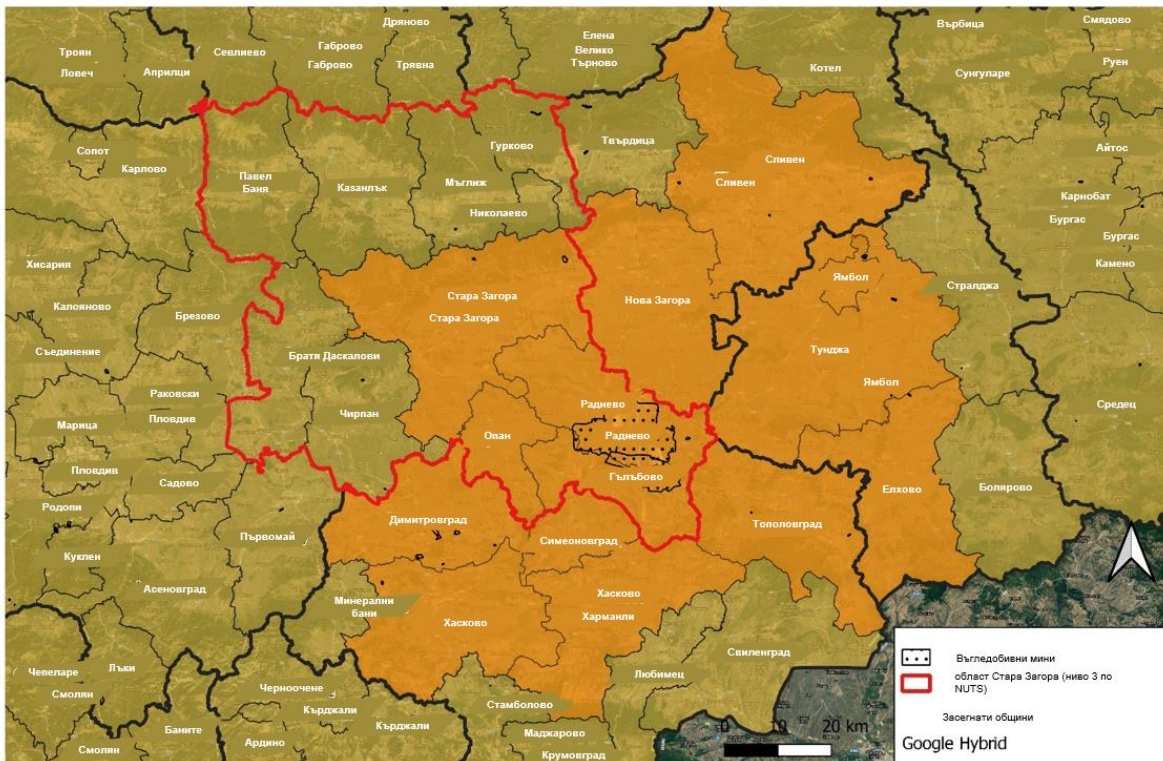 Дряново
Троян
Севлиево
Габрово
Елена
Върбица
Смядово
Ловеч
Априлци
Габрово
Трявна
Велико
Търново
Котел
Сунгуларе
Руен
Сопот
Карлово
Гурково
Твърдица
Айтос
Павел
Баня
Казанлък
Мъглиж
Сливен
Сливен
Николаево
Карнобат
Бургас
Бургас
Хисария
Камено
Калояново
Брезово
Стара Загора
Стара Загора
Нова Загора
Ямбол
Стралджа
Съединение
Братя Даскалови
Тунджа
Ямбол
Раковски
Марица
Пловдив
Чирпан
Раднево
Опан
Раднево
Средец
Пловдив
Садово
Гълъбово
Родопи
Димитровград
Симеоновград
Тополовград
Елхово
Болярово
Куклен
Първомай
Асеновград
Минерални
бани
Хасково
Хасково
Харманли
Чепеларе
Лъки
Смолян
Черноочене
Любимец
Свиленград
Баните
Кърджали
Кърджали
Стамболово
Смолян
Ардино
Маджарово
Крумовград
0 10 20 km
Въгледобивни мини
област Стара Загора (ниво 3 по
NUTS)
Засегнати общини
Google Hybrid